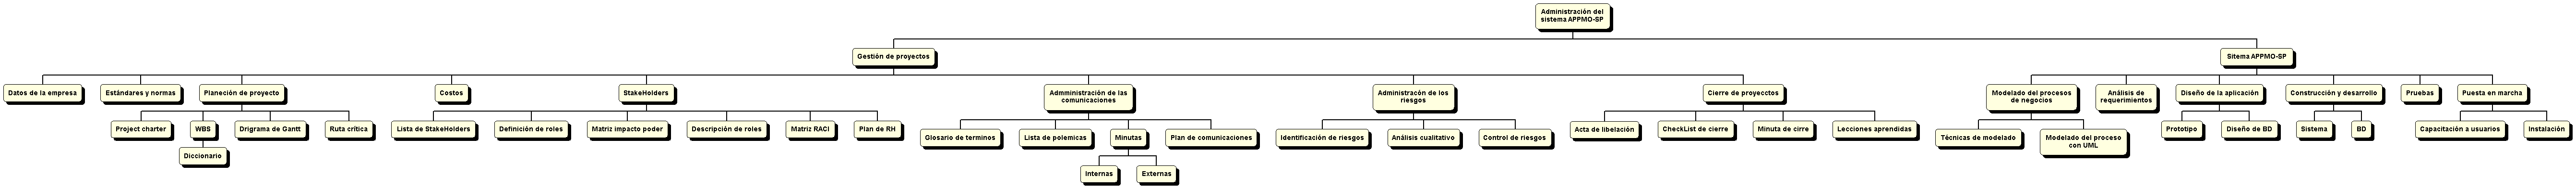 Administración del
sistema APPMO-SP
Gestión de proyectos
Sitema APPMO-SP
Datos de la empresa
Estándares y normas
Planeción de proyecto
Costos
StakeHolders
Admministración de las
comunicaciones
Administracón de los
riesgos
Cierre de proyecctos
Modelado del procesos
de negocios
Análisis de
requerimientos
Diseño de la aplicación
Construcción y desarrollo
Pruebas
Puesta en marcha
Project charter
WBS
Drigrama de Gantt
Ruta crítica
Lista de StakeHolders
Definición de roles
Matriz impacto poder
Descripción de roles
Matriz RACI
Plan de RH
Glosario de terminos
Lista de polemicas
Minutas
Plan de comunicaciones
Identificación de riesgos
Análisis cualitativo
Control de riesgos
Acta de libelación
CheckList de cierre
Minuta de cirre
Lecciones aprendidas
Técnicas de modelado
Modelado del proceso
con UML
Prototipo
Diseño de BD
Sistema
BD
Capacitación a usuarios
Instalación
Diccionario
Internas
Externas